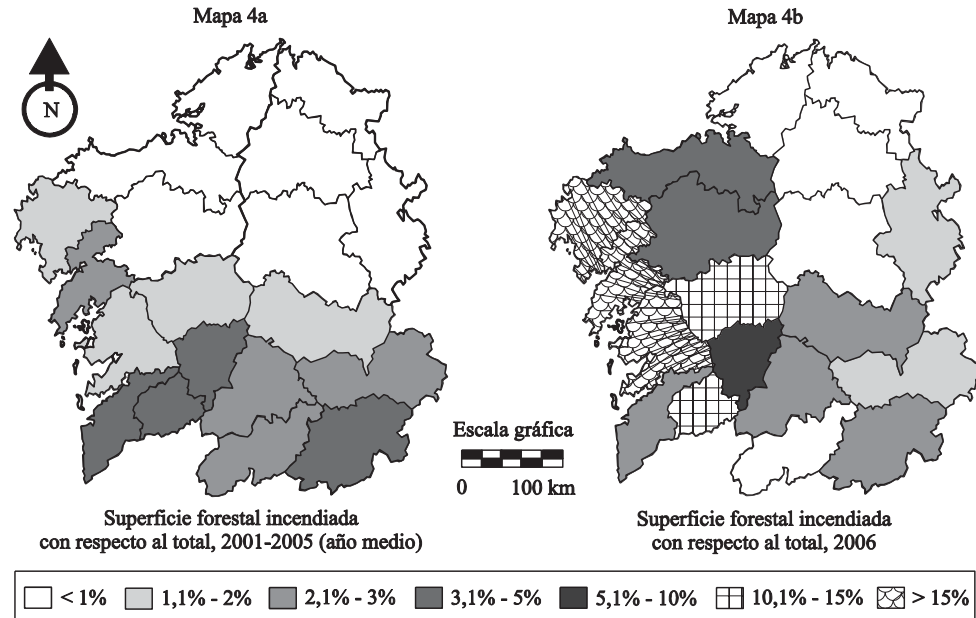 Mapa 4a
Mapa 4b
N
Escala gráfica
0 100 km
Superficie forestal incendiada
con respecto al total, 2001-2005 (año medio)
Superficie forestal incendiada
con respecto al total, 2006
< 1% 1,1% - 2% 2,1% - 3% 3,1% - 5% 5,1% - 10% 10,1% - 15% > 15%